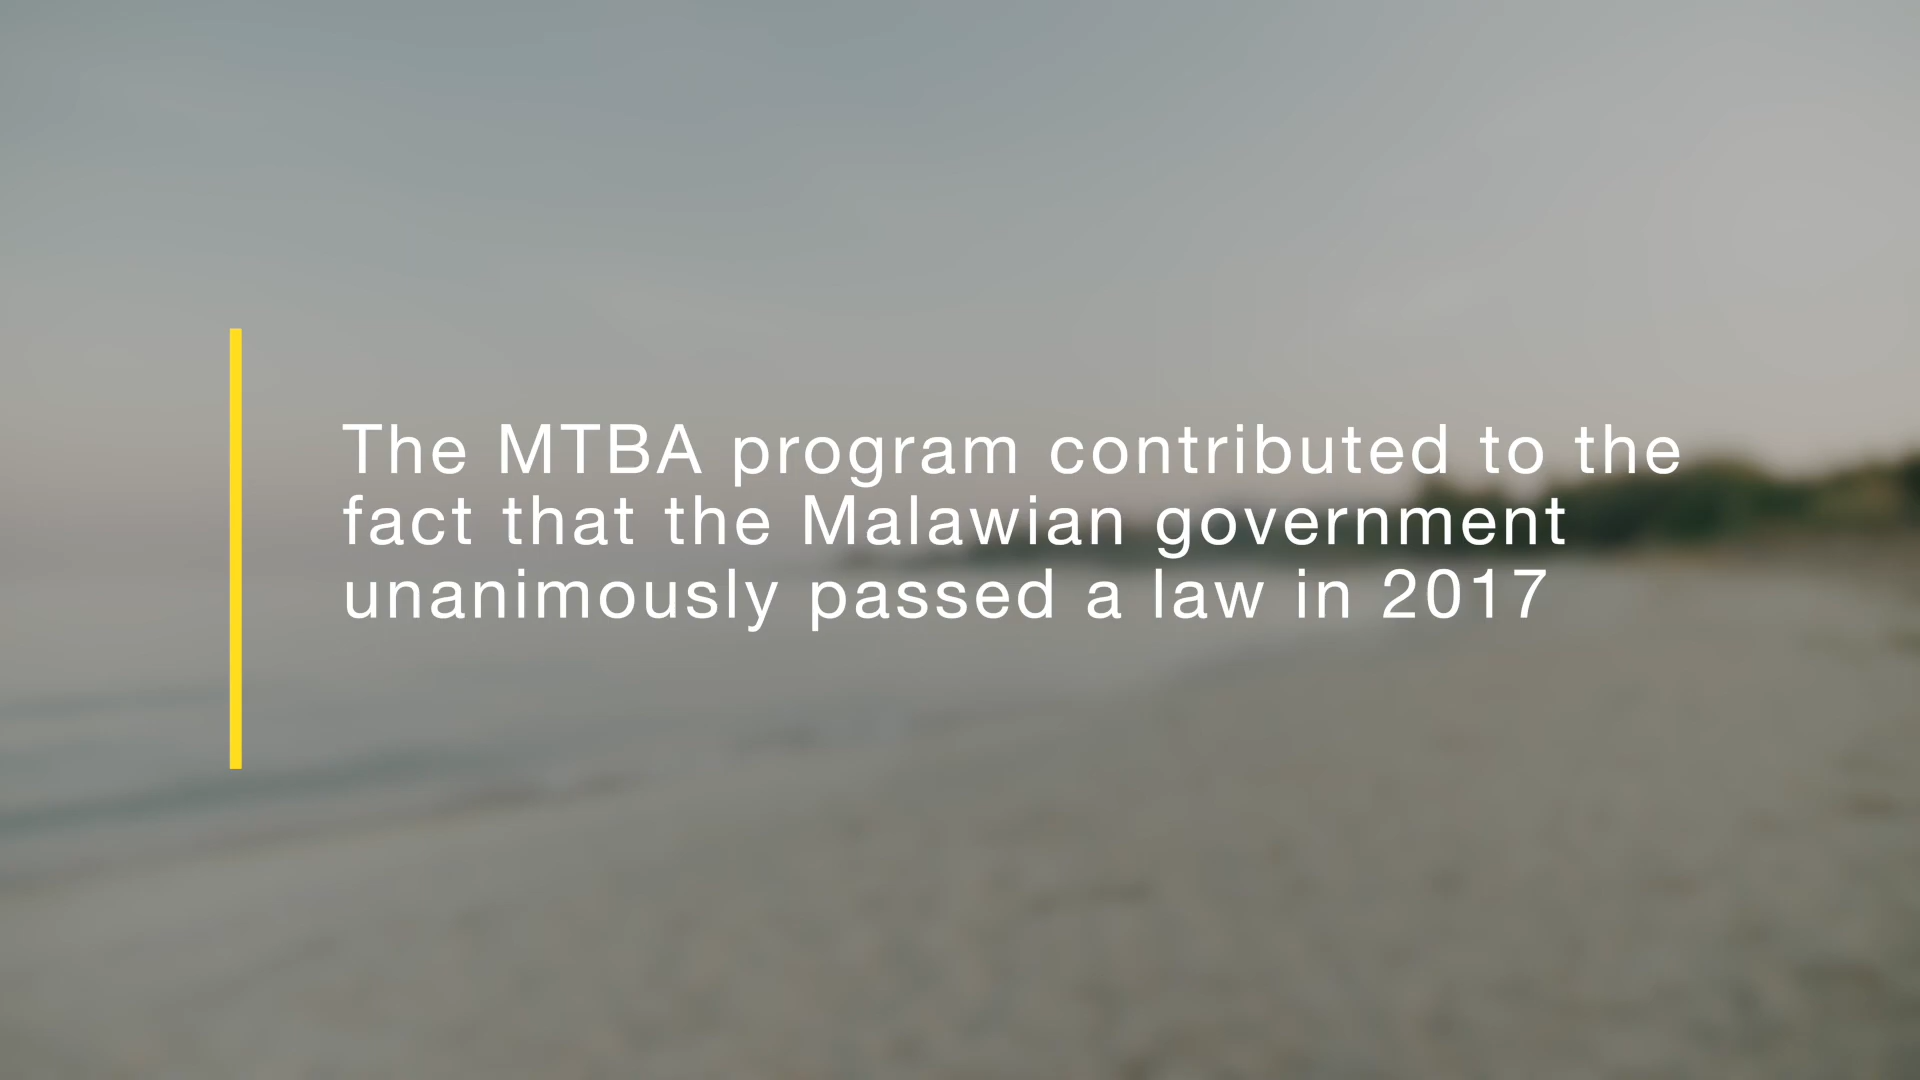 The MTBA program contributed to the
fact that the Malawian government
unanimously passed a law in 2017